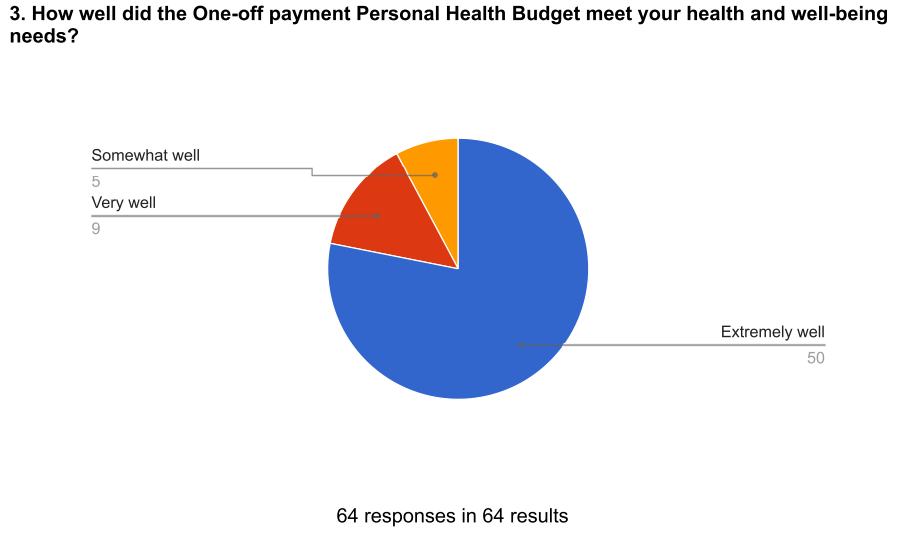 3. How well did the One-off payment Personal Health Budget meet your health and well-being
needs?
Somewhat well
5
Very well
9
Extremely well
50
64 responses in 64 results